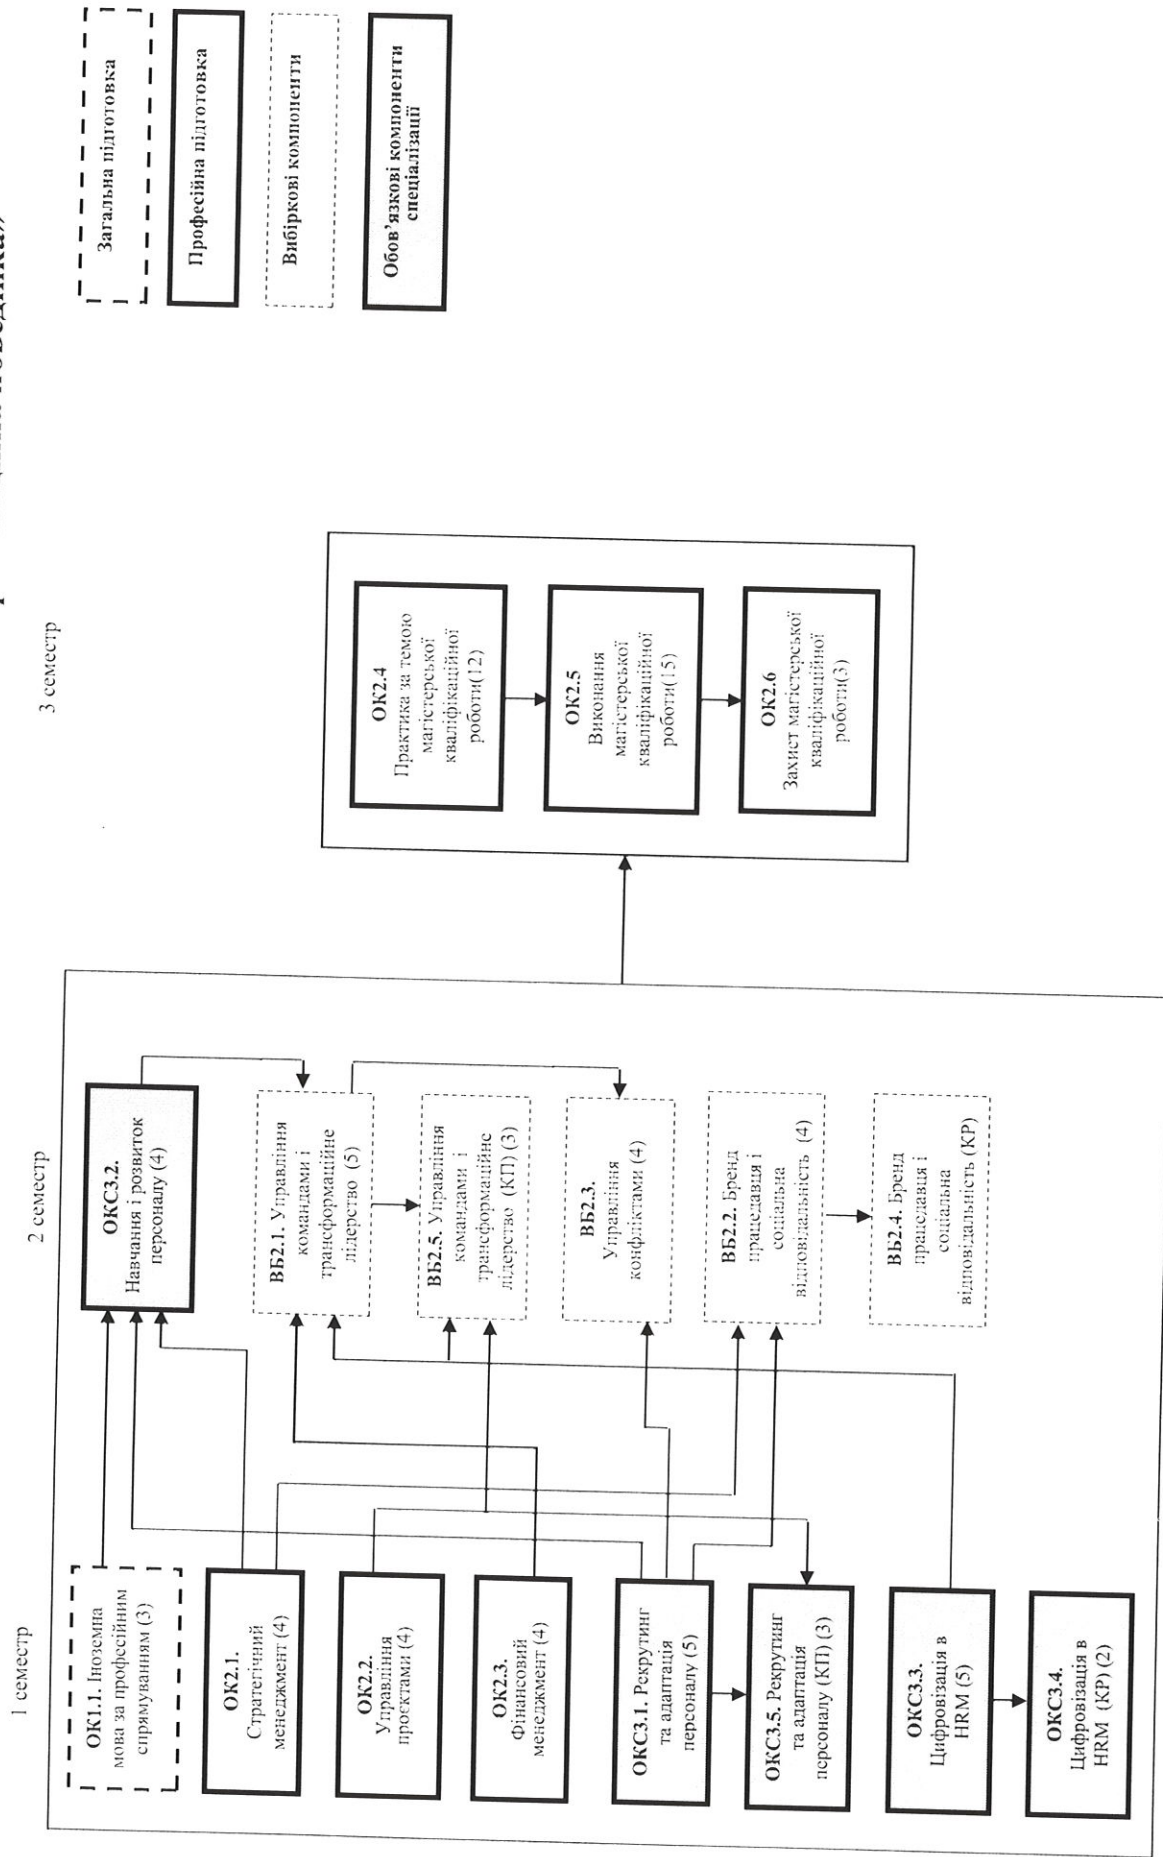 1 семестр
2 семестр
3 семестр
ОК1.1. Іноземна
мова за професійним
спрямуванням (3)
ОК2.1.
Стратегічний
менеджмент (4)
ОК2.2.
Управління
проєктами (4)
ОК2.3.
Фінансовий
менеджмент (4)
ОКС3.1. Рекрутинг
та адаптація
персоналу (5)
ОКС3.5. Рекрутинг
та адаптація
персоналу (КП) (3)
ОКС3.3.
Цифровізація в
HRM (5)
ОКС3.4.
Цифровізація в
HRM (КР) (2)
ОКС3.2.
Навчання і розвиток
персоналу (4)
ВБ2.1. Управління
командами і
трансформаційне
лідерство (5)
ВБ2.5. Управління
командами і
трансформаційне
лідерство (КП) (3)
ВБ2.3.
Управління
конфліктами (4)
ВБ2.2. Бренд
працедавця і
соціальна
відповідальність (4)
ВБ2.4. Бренд
працедавця і
соціальна
відповідальність (КР)
ОК2.4
Практика за темою
магістерської
кваліфікаційної
роботи(12)
ОК2.5
Виконання
магістерської
кваліфікаційної
роботи(15)
ОК2.6
Захист магістерської
кваліфікаційної
роботи(3)
Загальна підготовка
Професійна підготовка
Вибіркові компоненти
Обов’язкові компоненти
спеціалізації